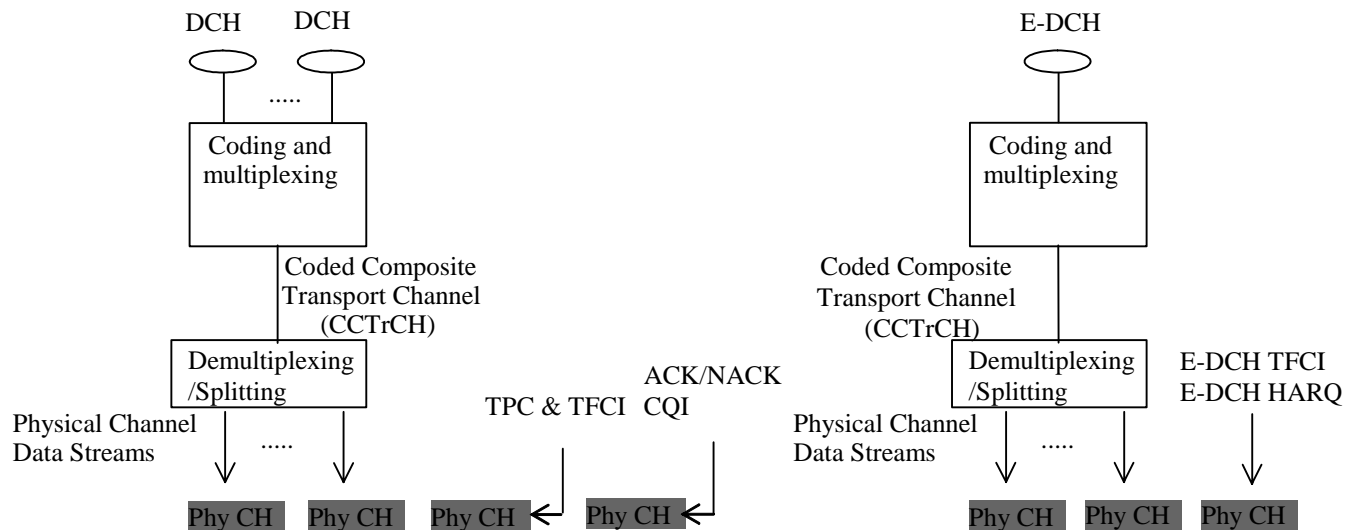 DCH
DCH
.....
Coding and
multiplexing
Coded Composite
Transport Channel
(CCTrCH)
Demultiplexing
/Splitting
Physical Channel
Data Streams
.....
TPC & TFCI
ACK/NACK
CQI
Phy CH
Phy CH
Phy CH
Phy CH
E-DCH
Coding and
multiplexing
Coded Composite
Transport Channel
(CCTrCH)
Demultiplexing
/Splitting
E-DCH TFCI
E-DCH HARQ
Physical Channel
Data Streams
.....
Phy CH
Phy CH
Phy CH